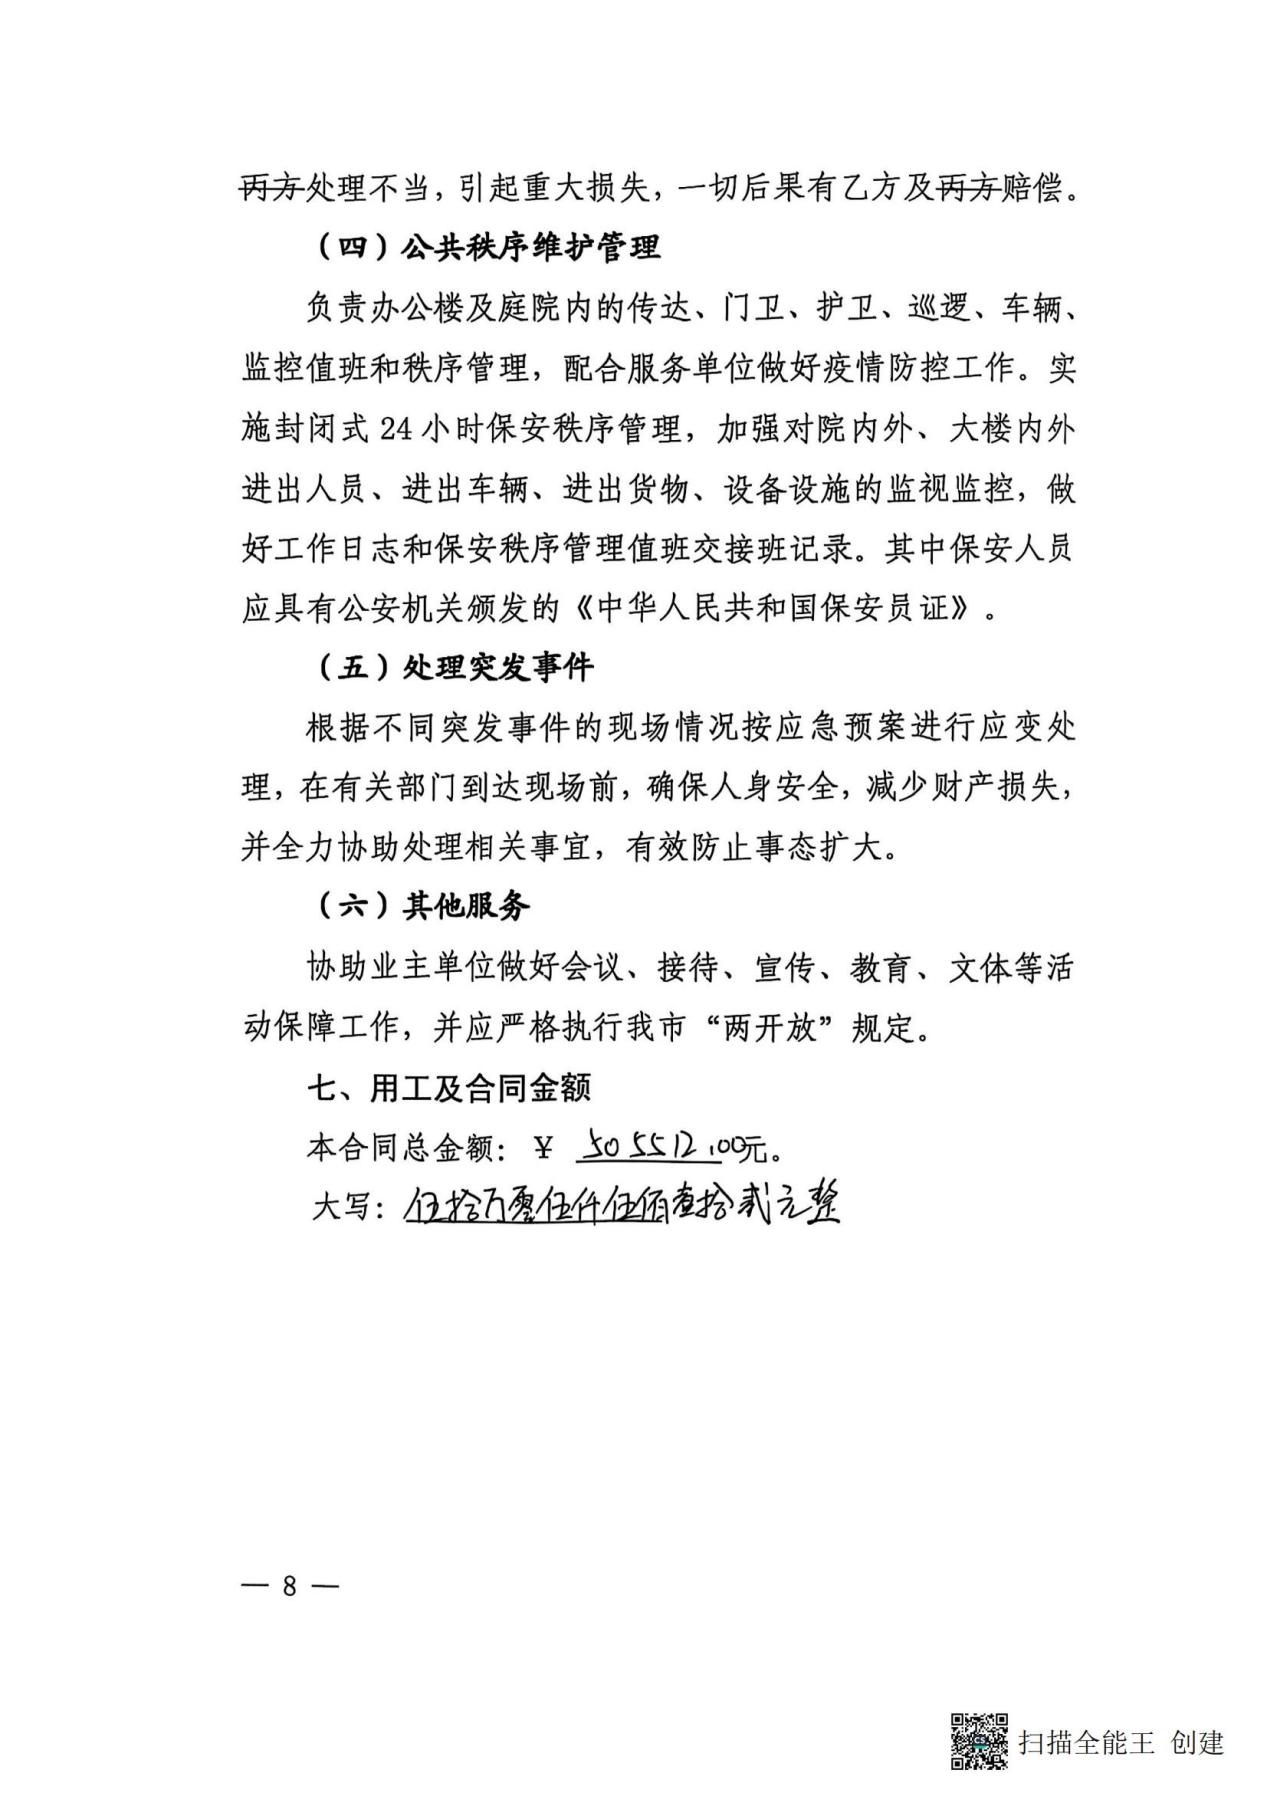 丙方处理不当，引起重大损失，一切后果有乙方及丙方赔偿。
（四）公共秩序维护管理
负责办公楼及庭院内的传达、门卫、护卫、巡逻、车辆、
监控值班和秩序管理，配合服务单位做好疫情防控工作。实
施封闭式 24 小时保安秩序管理，加强对院内外、大楼内外
进出人员、进出车辆、进出货物、设备设施的监视监控，做
好工作日志和保安秩序管理值班交接班记录。其中保安人员
应具有公安机关颁发的《中华人民共和国保安员证》。
（五）处理突发事件
根据不同突发事件的现场情况按应急预案进行应变处
理，在有关部门到达现场前，确保人身安全，减少财产损失，
并全力协助处理相关事宜，有效防止事态扩大。
（六）其他服务
协助业主单位做好会议、接待、宣传、教育、文体等活
动保障工作，并应严格执行我市“两开放”规定。
七、用工及合同金额
本合同总金额：￥ 505512.00元。
大写：伍拾万零伍仟伍佰壹拾贰元整
— 8 —
扫描全能王 创建